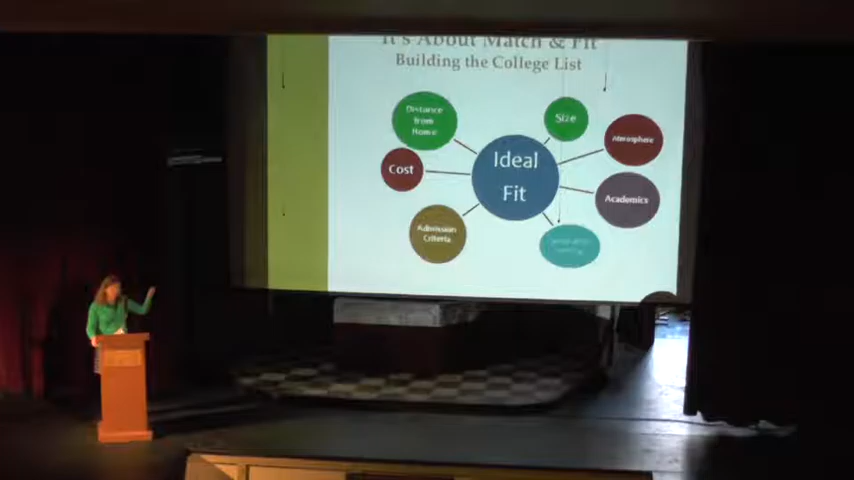 It's About Match & Fit
Building the College List
Distance
from
Home
Size
Atmosphere
Ideal
Fit
Cost
Academics
Admission
Criteria